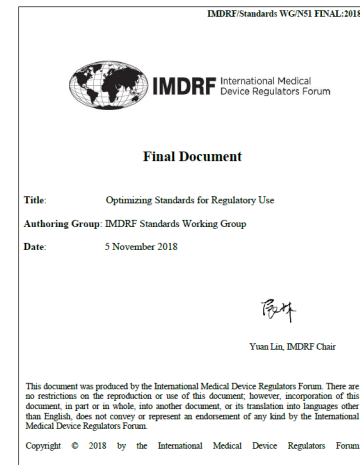 IMDRF/Standards WG/N51 FINAL:2018
IMDRF International Medical
Device Regulators Forum
Final Document
Title: Optimizing Standards for Regulatory Use
Authoring Group: IMDRF Standards Working Group
Date: 5 November 2018
Yuan Lin, IMDRF Chair
This document was produced by the International Medical Device Regulators Forum. There are
no restrictions on the reproduction or use of this document; however, incorporation of this
document, in part or in whole, into another document, or its translation into languages other
than English, does not convey or represent an endorsement of any kind by the International
Medical Device Regulators Forum.
Copyright © 2018 by the International Medical Device Regulators Forum